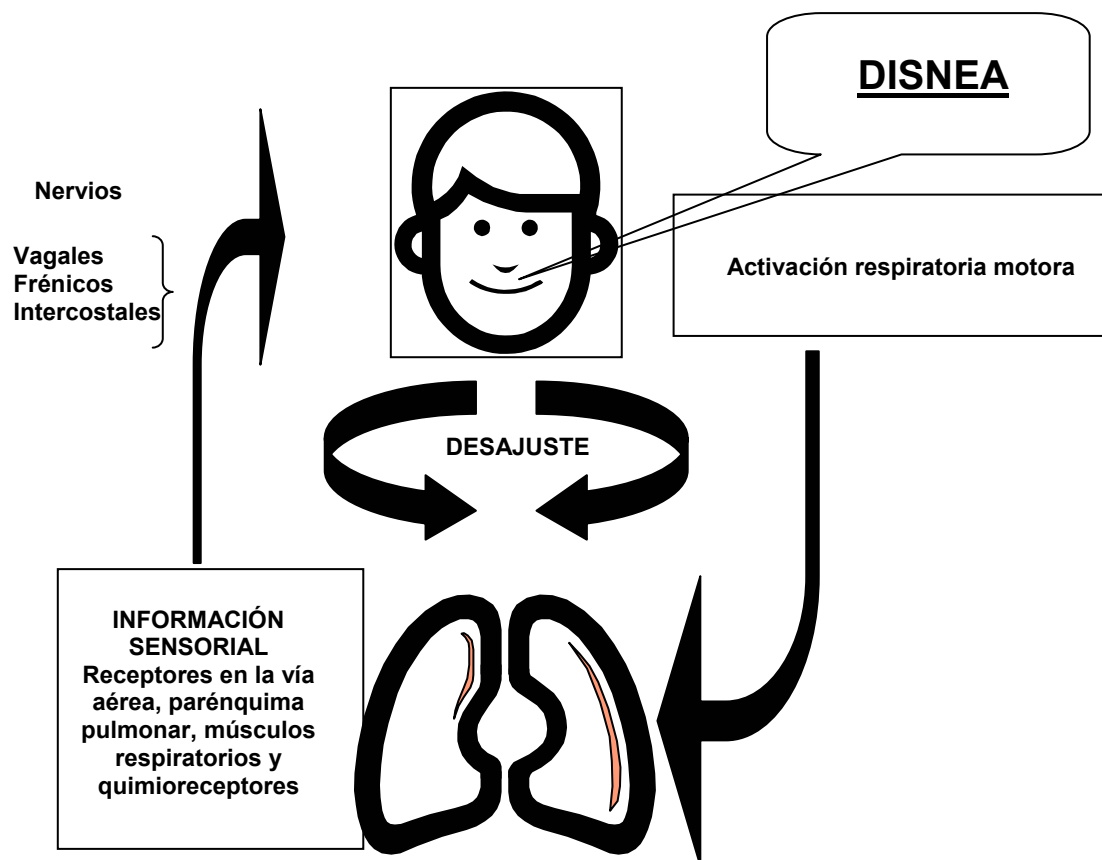 DISNEA
Nervios
Vagales
Frénicos
Intercostales
Activación respiratoria motora
DESAJUSTE
INFORMACIÓN
SENSORIAL
Receptores en la vía
aérea, parénquima
pulmonar, músculos
respiratorios y
quimioreceptores